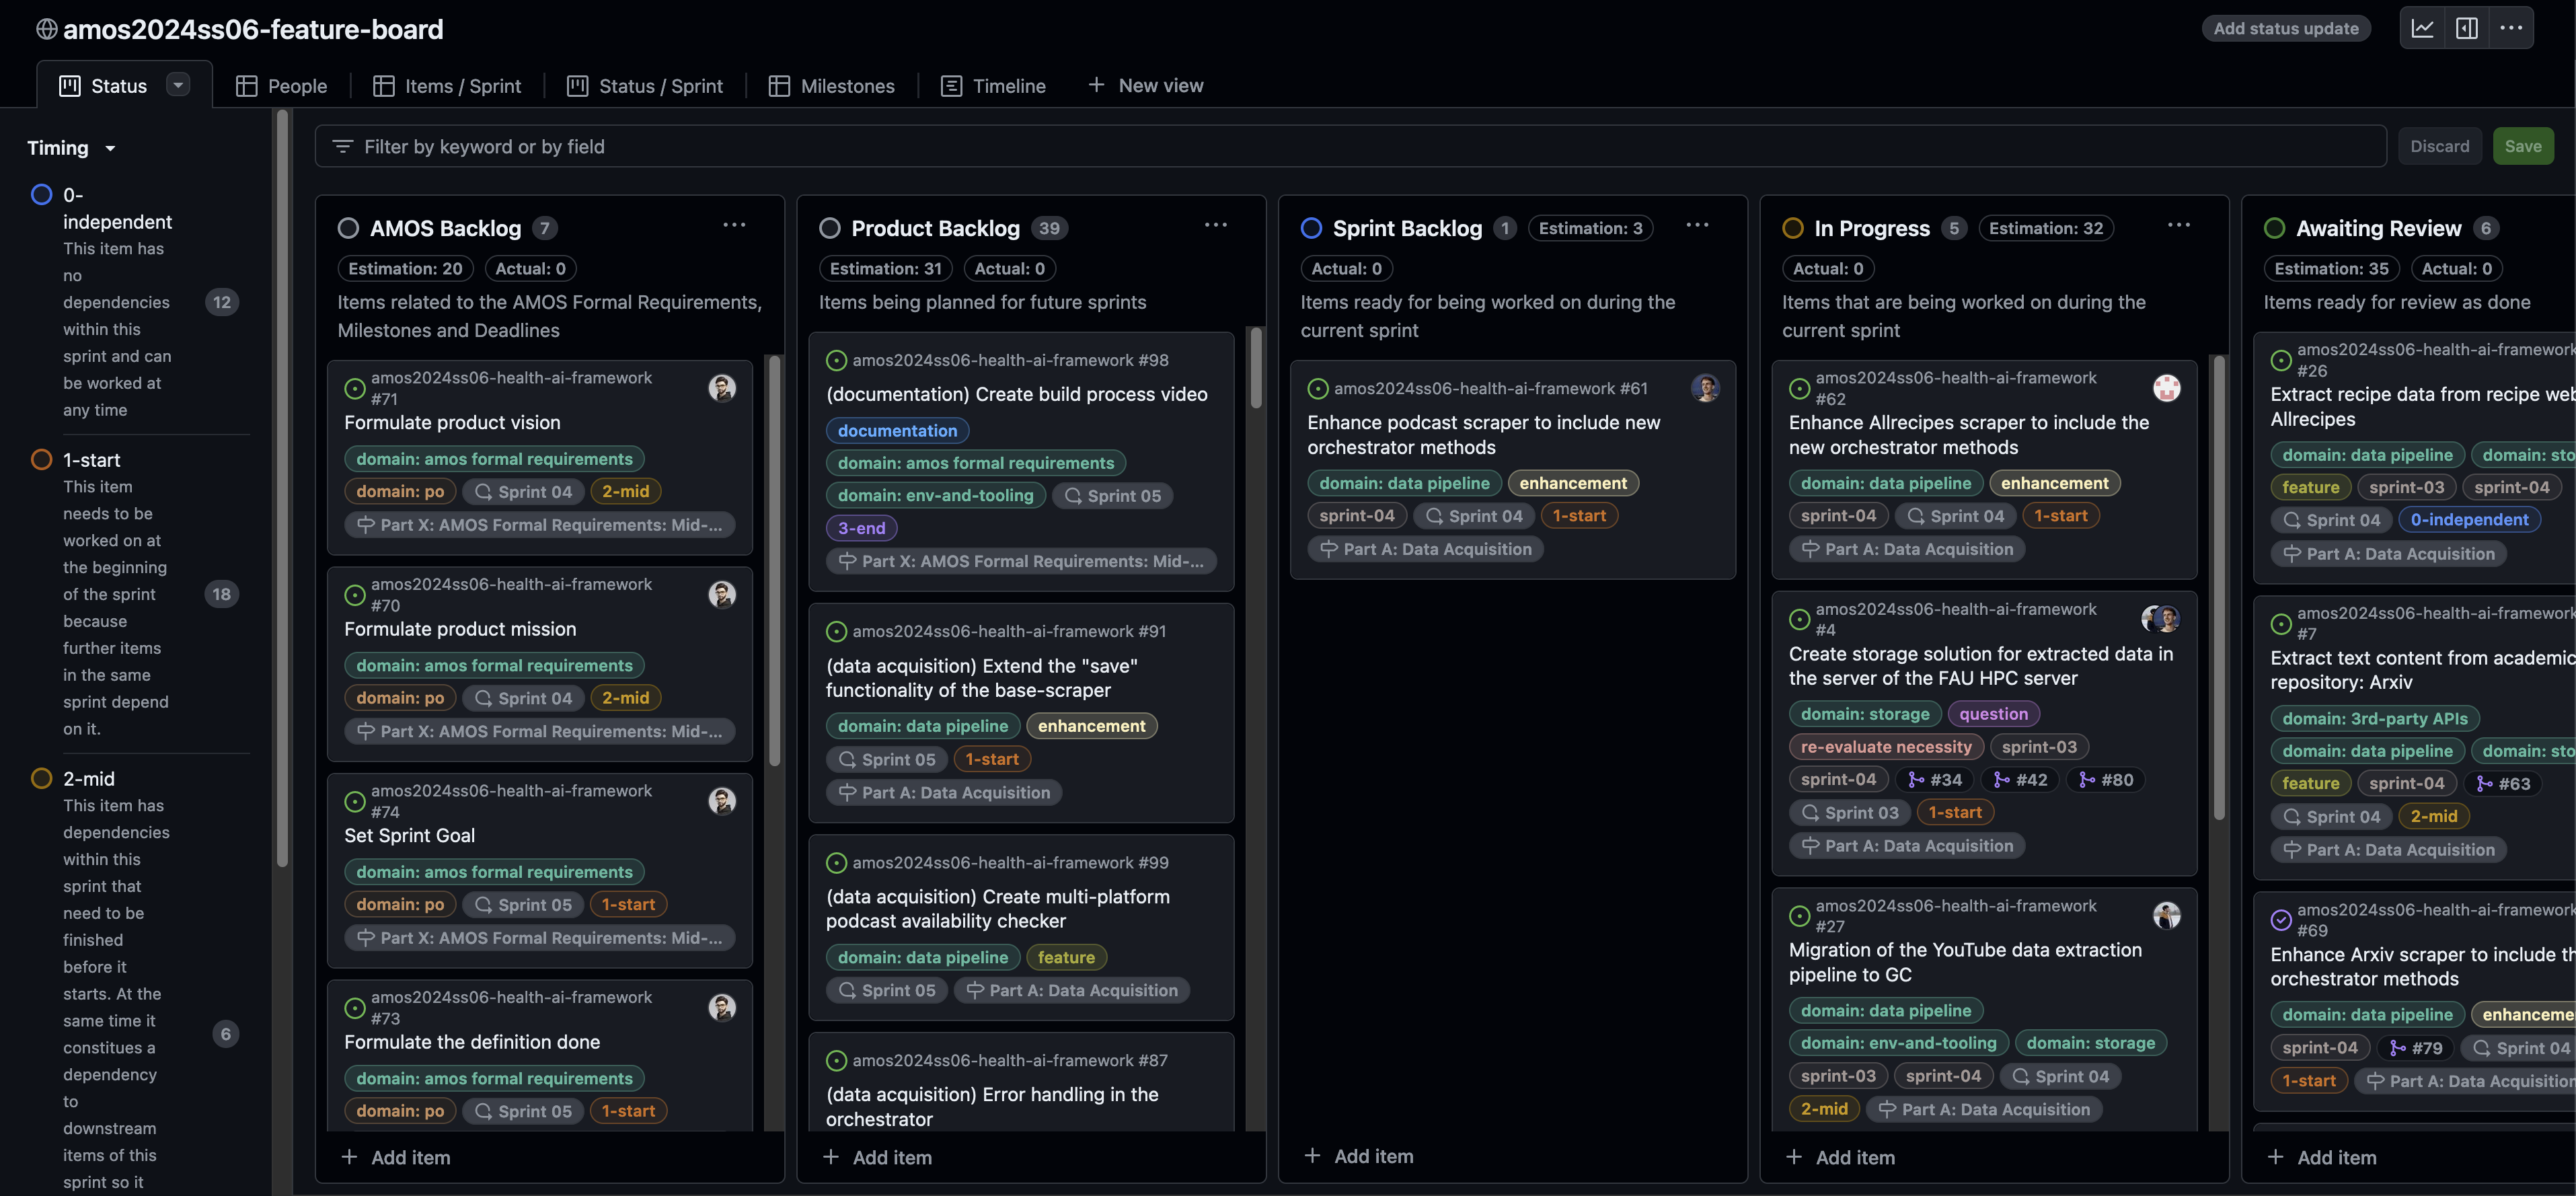 amos2024ss06-feature-board
Add status update
Status
People
Items / Sprint
Status / Sprint
Milestones
Timeline
New view
Timing
0-
independent
This item has
no
dependencies
within this
sprint and can
be worked at
any time
12
1-start
This item
needs to be
worked on at
the beginning
of the sprint
because
further items
in the same
sprint depend
on it.
18
2-mid
This item has
dependencies
within this
sprint that
need to be
finished
before it
starts. At the
same time it
constitutes a
dependency
to
downstream
items of this
sprint so it
6
Filter by keyword or by field
Discard
Save
AMOS Backlog 7
Estimation: 20 Actual: 0
Items related to the AMOS Formal Requirements,
Milestones and Deadlines
amos2024ss06-health-ai-framework
#71
Formulate product vision
domain: amos formal requirements
domain: po Sprint 04 2-mid
Part X: AMOS Formal Requirements: Mid-...
amos2024ss06-health-ai-framework
#70
Formulate product mission
domain: amos formal requirements
domain: po Sprint 04 2-mid
Part X: AMOS Formal Requirements: Mid-...
amos2024ss06-health-ai-framework
#74
Set Sprint Goal
domain: amos formal requirements
domain: po Sprint 05 1-start
Part X: AMOS Formal Requirements: Mid-...
amos2024ss06-health-ai-framework
#73
Formulate the definition done
domain: amos formal requirements
domain: po Sprint 05 1-start
Add item
Product Backlog 39
Estimation: 31 Actual: 0
Items being planned for future sprints
amos2024ss06-health-ai-framework #98
(documentation) Create build process video
documentation
domain: amos formal requirements
domain: env-and-tooling Sprint 05
3-end
Part X: AMOS Formal Requirements: Mid-...
amos2024ss06-health-ai-framework #91
(data acquisition) Extend the "save"
functionality of the base-scraper
domain: data pipeline enhancement
Sprint 05 1-start
Part A: Data Acquisition
amos2024ss06-health-ai-framework #99
(data acquisition) Create multi-platform
podcast availability checker
domain: data pipeline feature
Sprint 05 Part A: Data Acquisition
amos2024ss06-health-ai-framework #87
(data acquisition) Error handling in the
orchestrator
Add item
Sprint Backlog 1 Estimation: 3
Actual: 0
Items ready for being worked on during the
current sprint
amos2024ss06-health-ai-framework #61
Enhance podcast scraper to include new
orchestrator methods
domain: data pipeline enhancement
sprint-04 Sprint 04 1-start
Part A: Data Acquisition
Add item
In Progress 5 Estimation: 32
Actual: 0
Items that are being worked on during the
current sprint
amos2024ss06-health-ai-framework
#62
Enhance Allrecipes scraper to include the
new orchestrator methods
domain: data pipeline enhancement
sprint-04 Sprint 04 1-start
Part A: Data Acquisition
amos2024ss06-health-ai-framework
#4
Create storage solution for extracted data in
the server of the FAU HPC server
domain: storage question
re-evaluate necessity sprint-03
sprint-04 #34 #42 #80
Sprint 03 1-start
Part A: Data Acquisition
amos2024ss06-health-ai-framework
#27
Migration of the YouTube data extraction
pipeline to GC
domain: data pipeline
domain: env-and-tooling domain: storage
sprint-03 sprint-04 Sprint 04
2-mid Part A: Data Acquisition
Add item
Awaiting Review 6
Estimation: 35 Actual: 0
Items ready for review as done
amos2024ss06-health-ai-framework
#26
Extract recipe data from recipe web
Allrecipes
domain: data pipeline domain: sto
feature sprint-03 sprint-04
Sprint 04 0-independent
Part A: Data Acquisition
amos2024ss06-health-ai-framework
#7
Extract text content from academic
repository: Arxiv
domain: 3rd-party APIs
domain: data pipeline domain: sto
feature sprint-04 #63
Sprint 04 2-mid
Part A: Data Acquisition
amos2024ss06-health-ai-framework
#69
Enhance Arxiv scraper to include th
orchestrator methods
domain: data pipeline enhanceme
sprint-04 #79 Sprint 04
1-start Part A: Data Acquisition
Add item